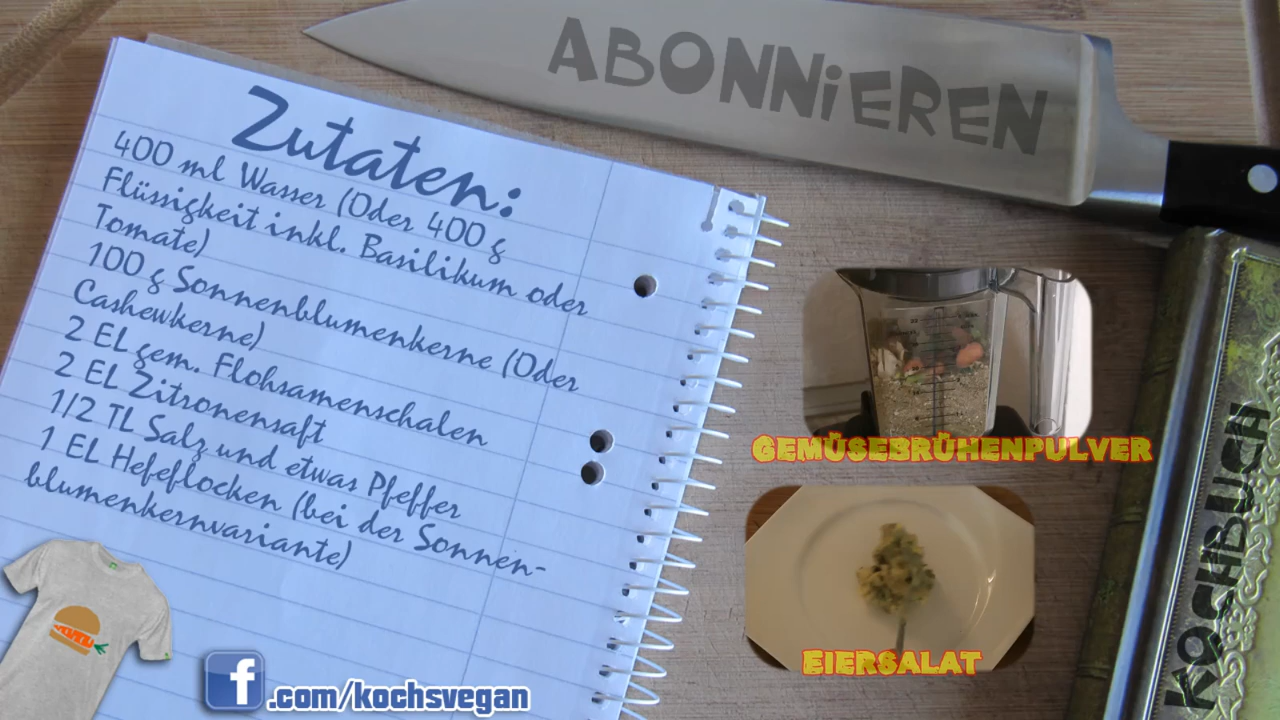 ABONNiEREN
Zutaten:
400 ml Wasser (Oder 400 g
Flüssigkeit inkl. Basilikum oder
Tomate)
100 g Sonnenblumenkerne (Oder
Cashewkerne)
2 EL gem. Flohsamenschalen
2 EL Zitronensaft
1/2 TL Salz und etwas Pfeffer
1 EL Hefeflocken (bei der Sonnen-
blumenkernvariante)
GEMÜSEBRÜHENPULVER
EIERSALAT
KOCHBUCH
f .com/kochsvegan